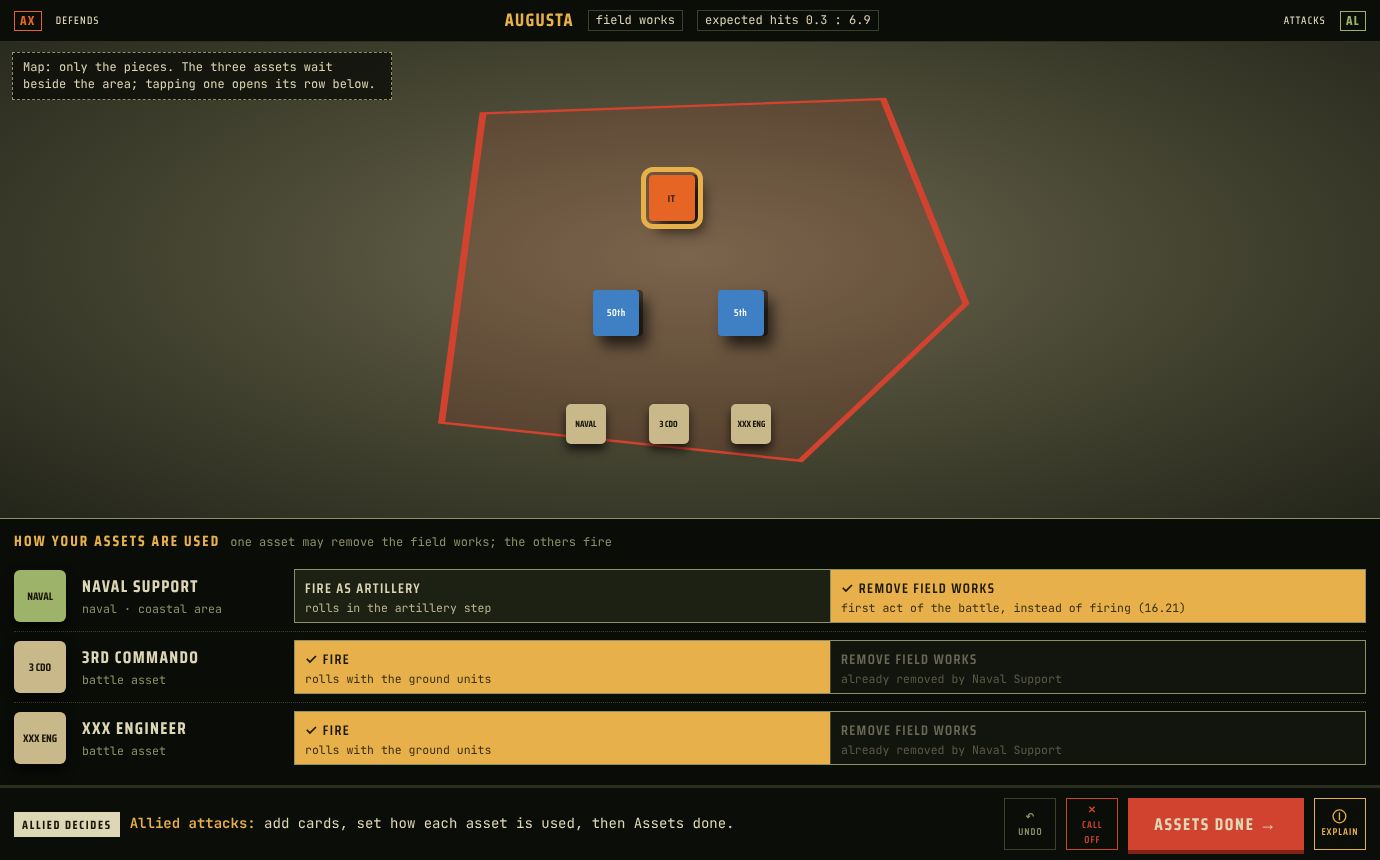 AX DEFENDS AUGUSTA field works expected hits 0.3 : 6.9 ATTACKS AL
Map: only the pieces. The three assets wait
beside the area; tapping one opens its row below.
IT
50th 5th
NAVAL 3 CDO XXX ENG
HOW YOUR ASSETS ARE USED one asset may remove the field works; the others fire
NAVAL
NAVAL SUPPORT
naval · coastal area
FIRE AS ARTILLERY
rolls in the artillery step
✓ REMOVE FIELD WORKS
first act of the battle, instead of firing (16.21)
3 CDO
3RD COMMANDO
battle asset
✓ FIRE
rolls with the ground units
REMOVE FIELD WORKS
already removed by Naval Support
XXX ENG
XXX ENGINEER
battle asset
✓ FIRE
rolls with the ground units
REMOVE FIELD WORKS
already removed by Naval Support
ALLIED DECIDES Allied attacks: add cards, set how each asset is used, then Assets done.
↶
UNDO
×
CALL
OFF
ASSETS DONE →
EXPLAIN